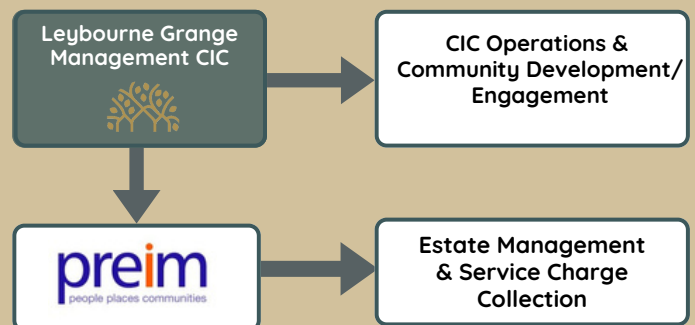 Leybourne Grange
Management CIC
CIC Operations &
Community Development/
Engagement
preim
people places communities
Estate Management
& Service Charge
Collection